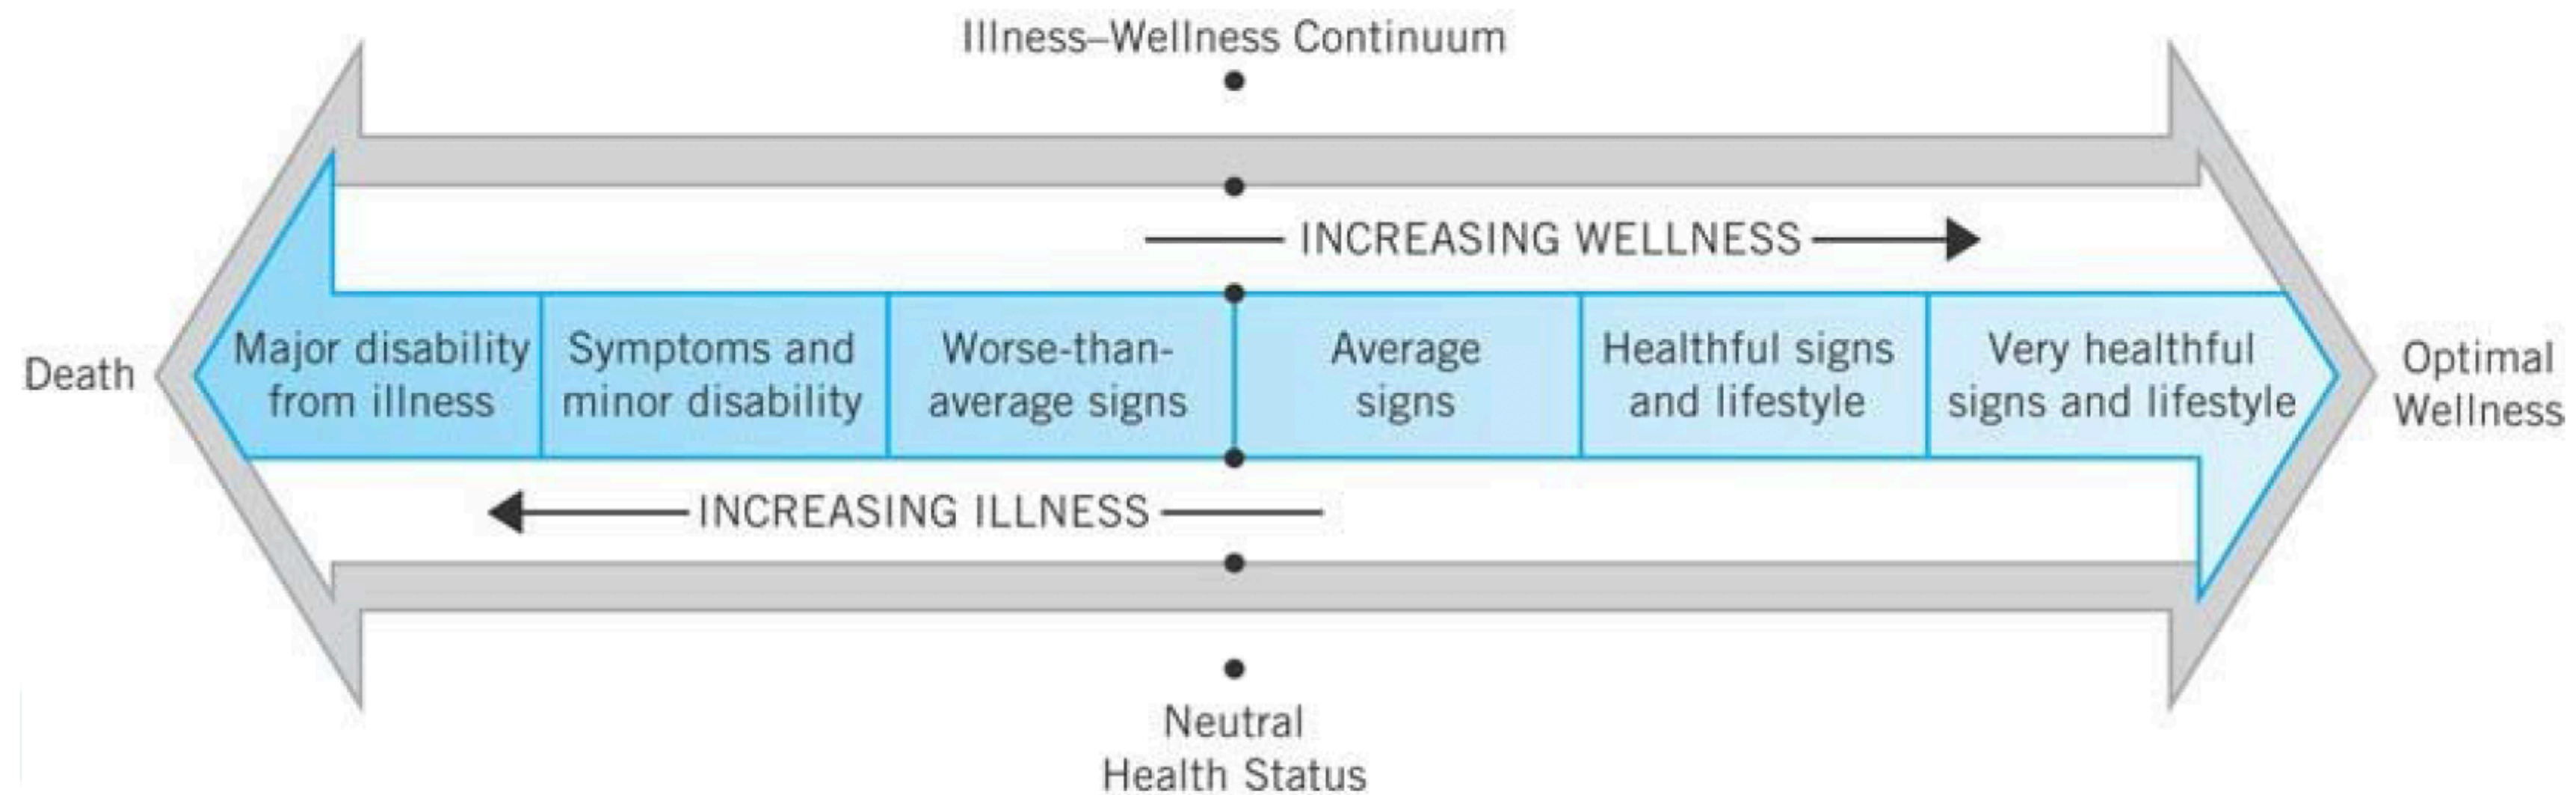 Illness–Wellness Continuum
INCREASING WELLNESS
Death
Major disability
from illness
Symptoms and
minor disability
Worse-than-
average signs
Average
signs
Healthful signs
and lifestyle
Very healthful
signs and lifestyle
Optimal
Wellness
INCREASING ILLNESS
Neutral
Health Status